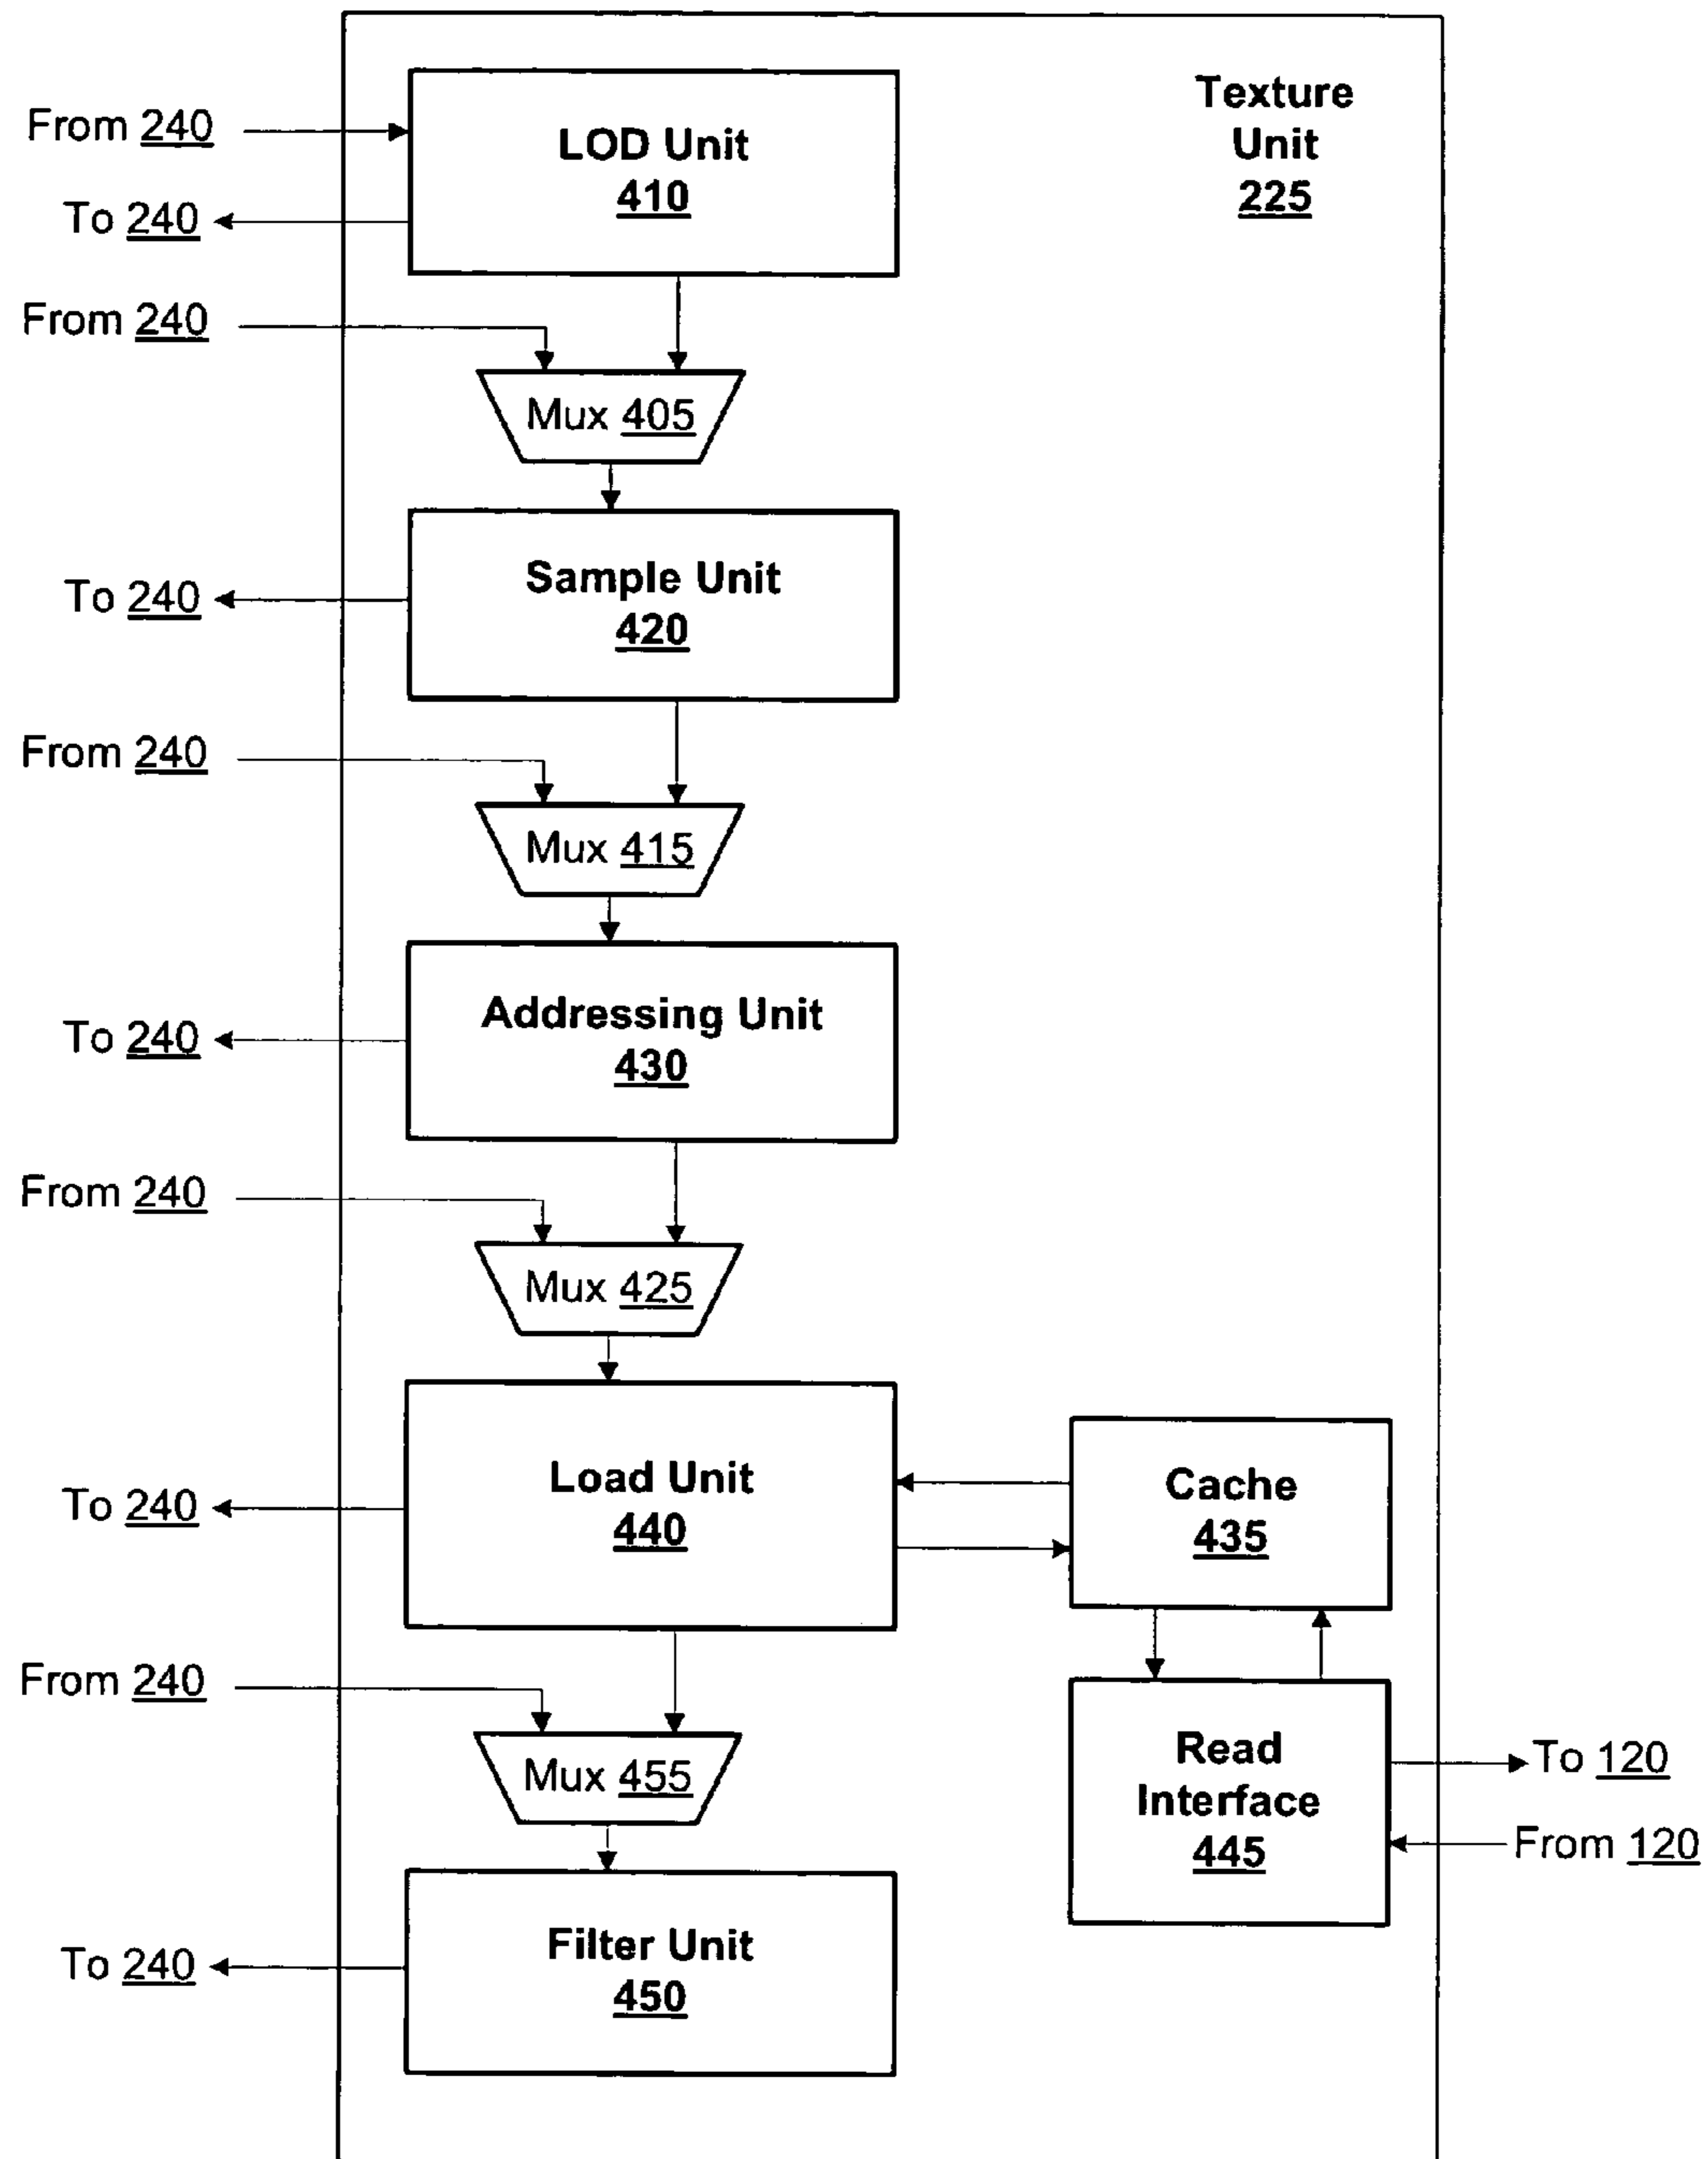 Texture
Unit
225
From 240
LOD Unit
410
To 240
From 240
Mux 405
Sample Unit
420
To 240
From 240
Mux 415
Addressing Unit
430
To 240
From 240
Mux 425
Load Unit
440
To 240
Cache
435
From 240
Mux 455
Read
Interface
445
To 120
From 120
Filter Unit
450
To 240